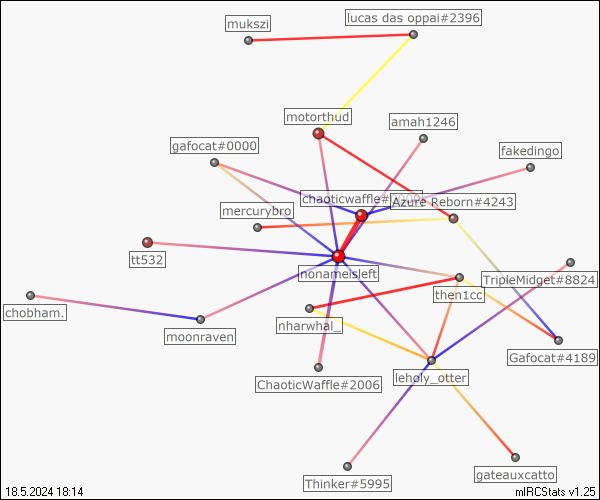 lucas das oppai#2396
mukszi
motorthud
amah1246
gafocat#0000
fakedingo
chaoticwaffle#
Azure Reborn#4243
mercurybro
tt532
nonameisleft
TripleMidget#8824
then1cc
chobham.
nharwhal_
moonraven
Gafocat#4189
ChaoticWaffle#2006
leholy_otter
gateauxcatto
Thinker#5995
18.5.2024 18:14
mIRCStats v1.25